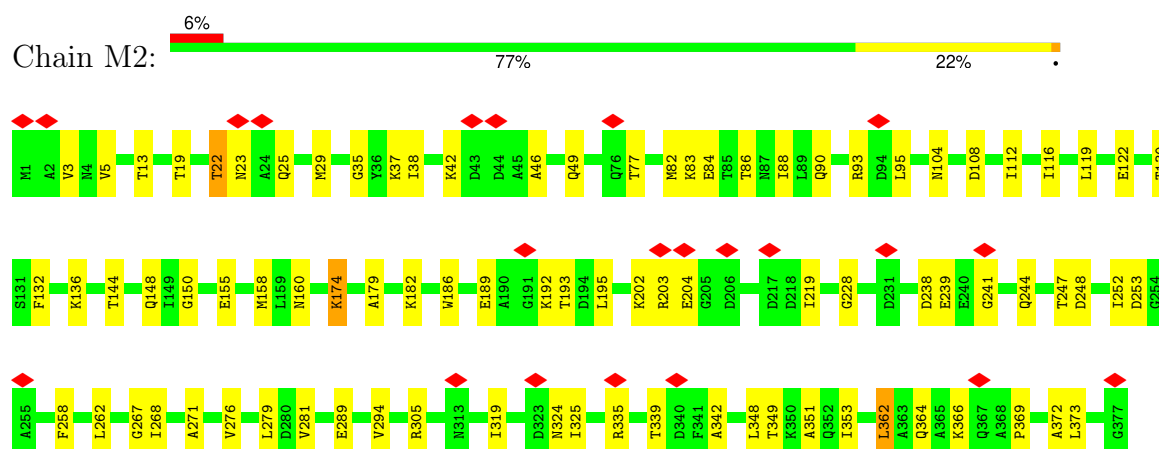 6%
Chain M2:
77% 22% •
M1 A2 V3 N4 V5 T13 T19 T22 N23 A24 Q25 M29 G35 Y36 K37 I38 K42 D43 D44 A45 A46 Q49 Q76 T77 M82 K83 E84 T85 T86 N87 I88 L89 Q90 R93 D94 L95 N104 D108 I112 I116 L119 E122
S131 F132 K136 T144 Q148 I149 G150 E155 M158 L159 N160 K174 A179 K182 W186 E189 A190 G191 K192 T193 D194 L195 K202 R203 E204 G205 D206 D217 D218 I219 G228 D231 D238 E239 E240 G241 Q244 T247 D248 I252 D253 G254
A255 F258 L262 G267 I268 A271 V276 L279 D280 V281 E289 V294 R305 N313 I319 D323 N324 I325 R335 T339 D340 F341 A342 L348 T349 K350 A351 Q352 I353 L362 A363 Q364 A365 K366 Q367 A368 P369 A372 L373 G377